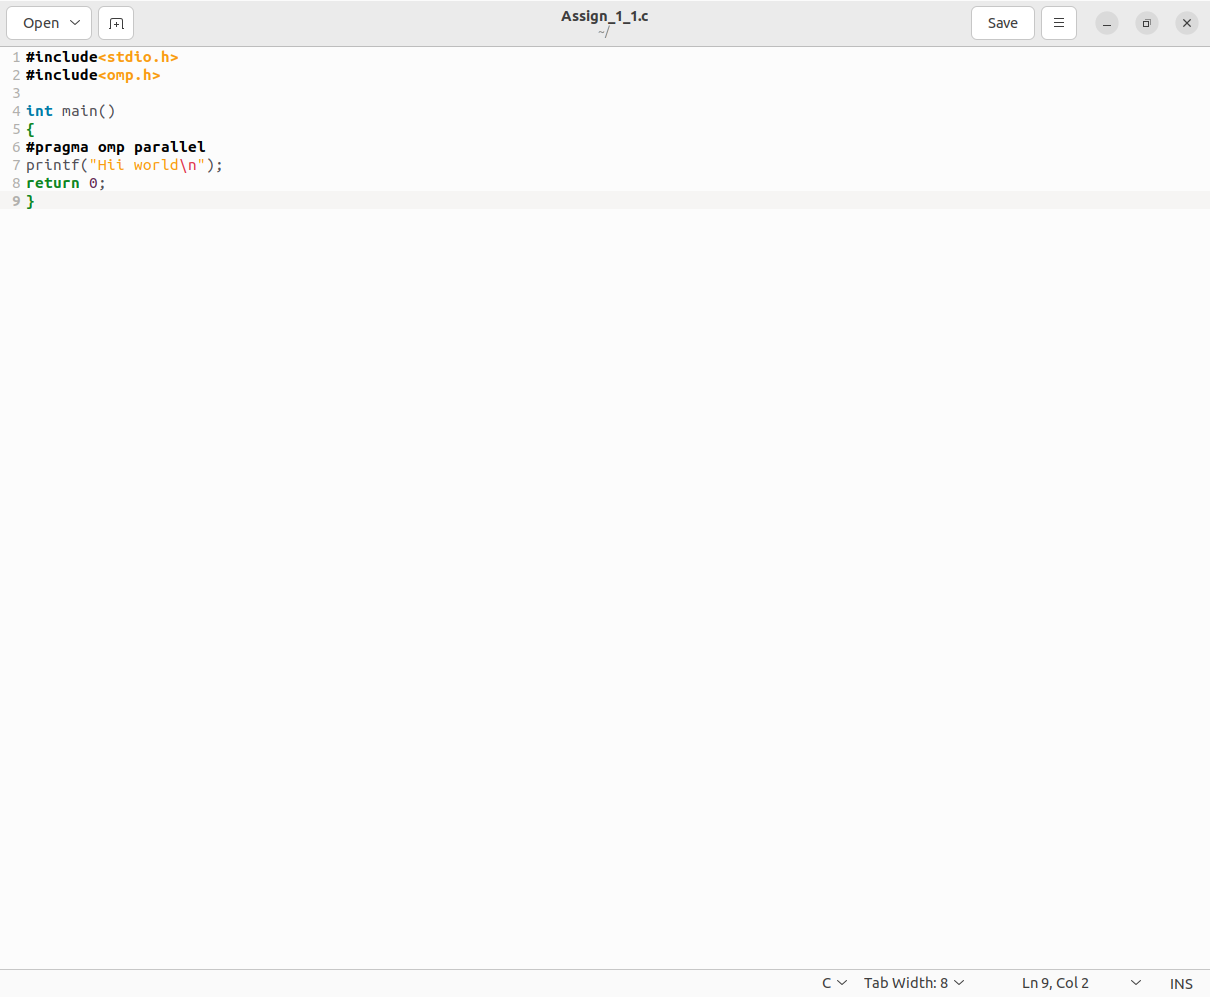 Open
Assign_1_1.c
~/
Save
1 #include<stdio.h>
2 #include<omp.h>
3
4 int main()
5 {
6 #pragma omp parallel
7 printf("Hii world\n");
8 return 0;
9 }
C
Tab Width: 8
Ln 9, Col 2
INS